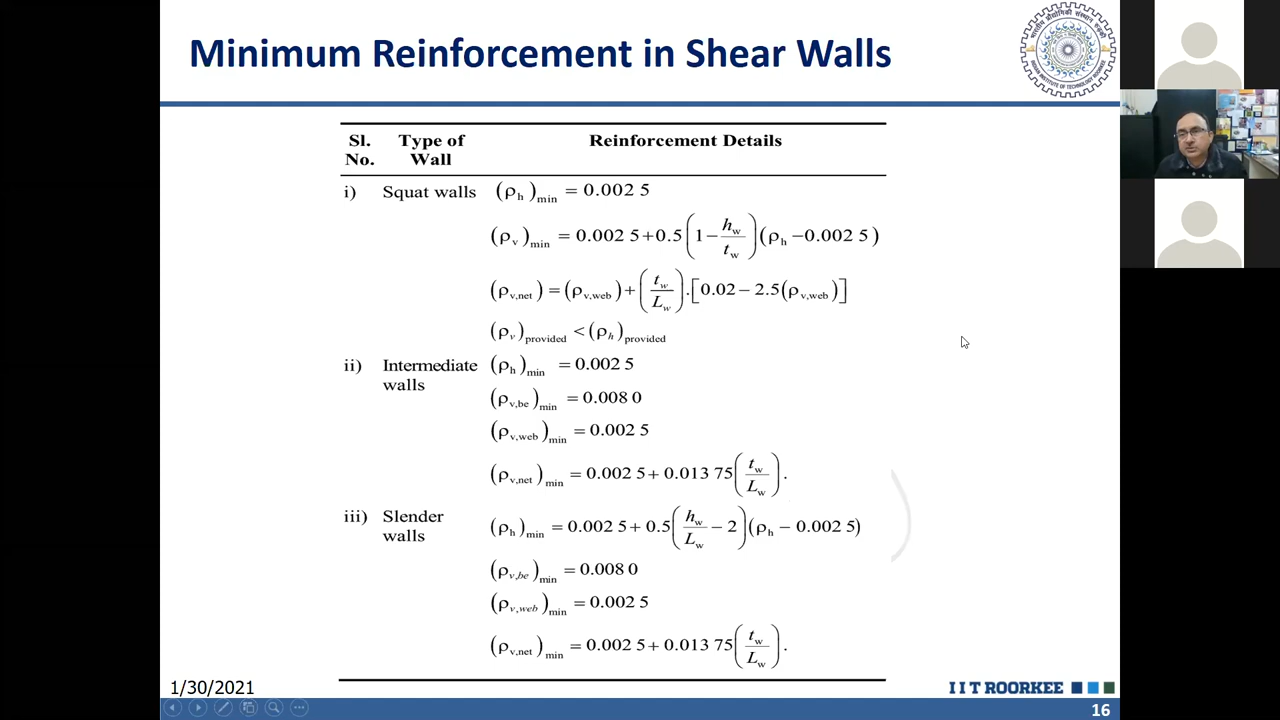 Minimum Reinforcement in Shear Walls
Sl. No. Type of Wall Reinforcement Details
i) Squat walls (ρh)min = 0.002 5
(ρv)min = 0.002 5+0.5(1−hw/tw)(ρh−0.002 5)
(ρv,net) = (ρv,web)+(tw/Lw).[0.02−2.5(ρv,web)]
(ρv)provided < (ρh)provided
ii) Intermediate walls (ρh)min = 0.002 5
(ρv,be)min = 0.008 0
(ρv,web)min = 0.002 5
(ρv,net)min = 0.002 5+0.013 75(tw/Lw).
iii) Slender walls (ρh)min = 0.002 5+0.5(hw/Lw−2)(ρh−0.002 5)
(ρv,be)min = 0.008 0
(ρv,web)min = 0.002 5
(ρv,net)min = 0.002 5+0.013 75(tw/Lw).
1/30/2021
I I T ROORKEE
16